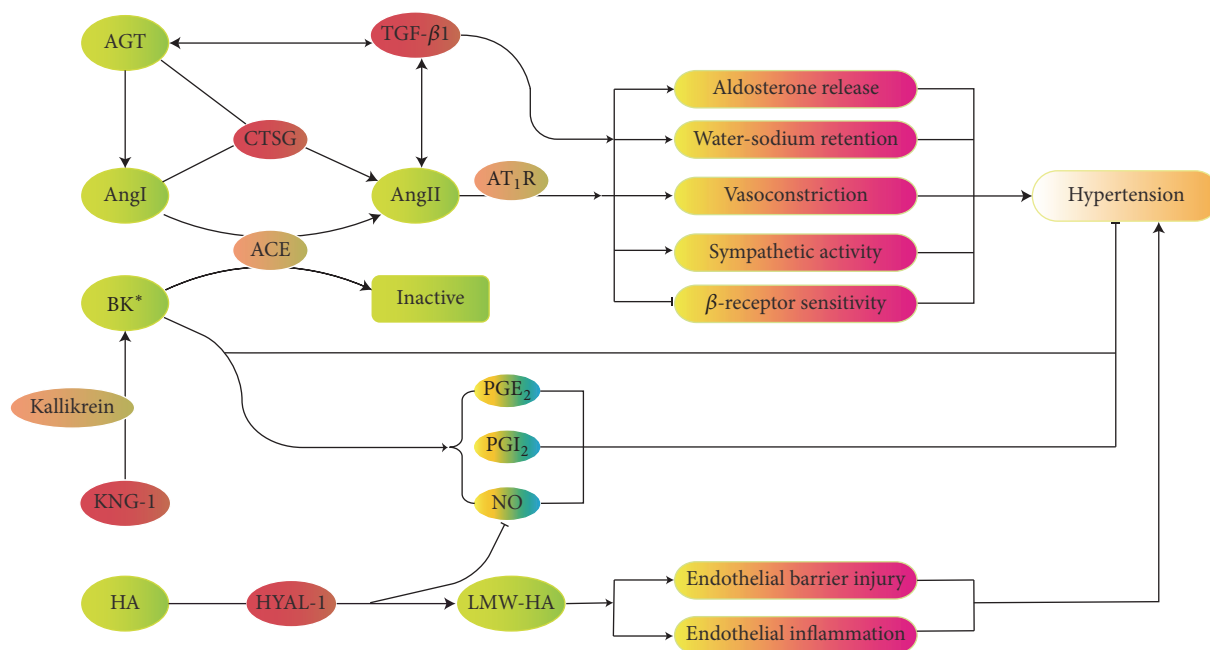 AGT
TGF-β1
Aldosterone release
CTSG
Water-sodium retention
AngI
AngII
AT₁R
Vasoconstriction
Hypertension
ACE
Sympathetic activity
BK*
Inactive
β-receptor sensitivity
Kallikrein
PGE₂
PGI₂
KNG-1
NO
HA
HYAL-1
LMW-HA
Endothelial barrier injury
Endothelial inflammation